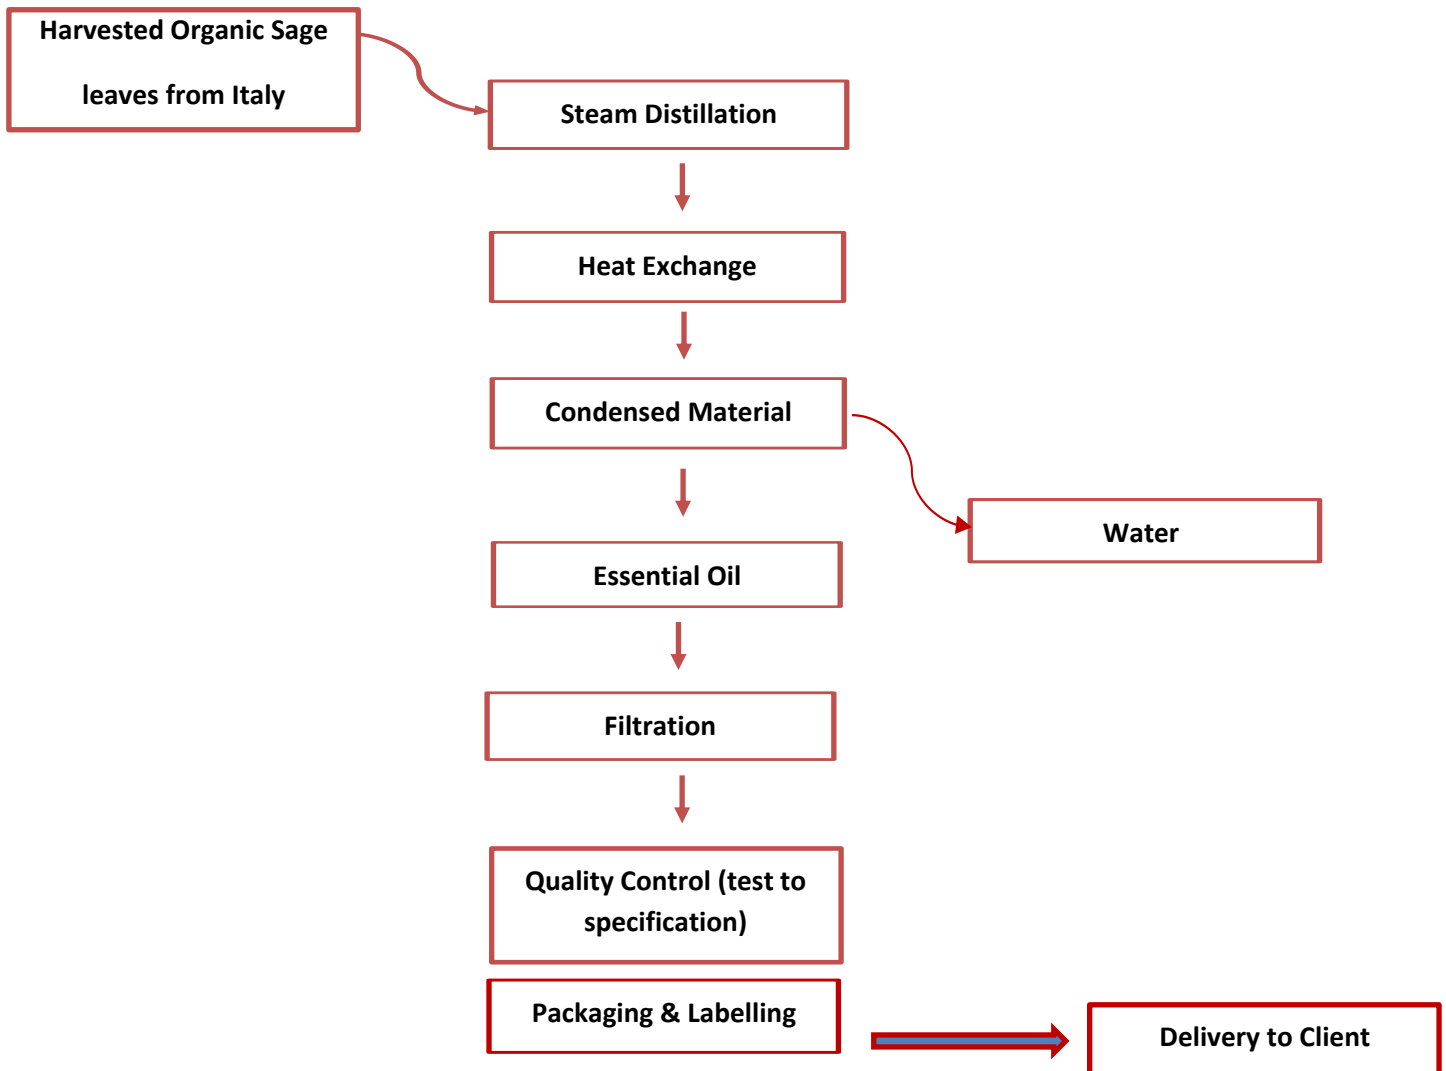 Harvested Organic Sage
leaves from Italy
Steam Distillation
Heat Exchange
Condensed Material
Water
Essential Oil
Filtration
Quality Control (test to
specification)
Packaging & Labelling
Delivery to Client